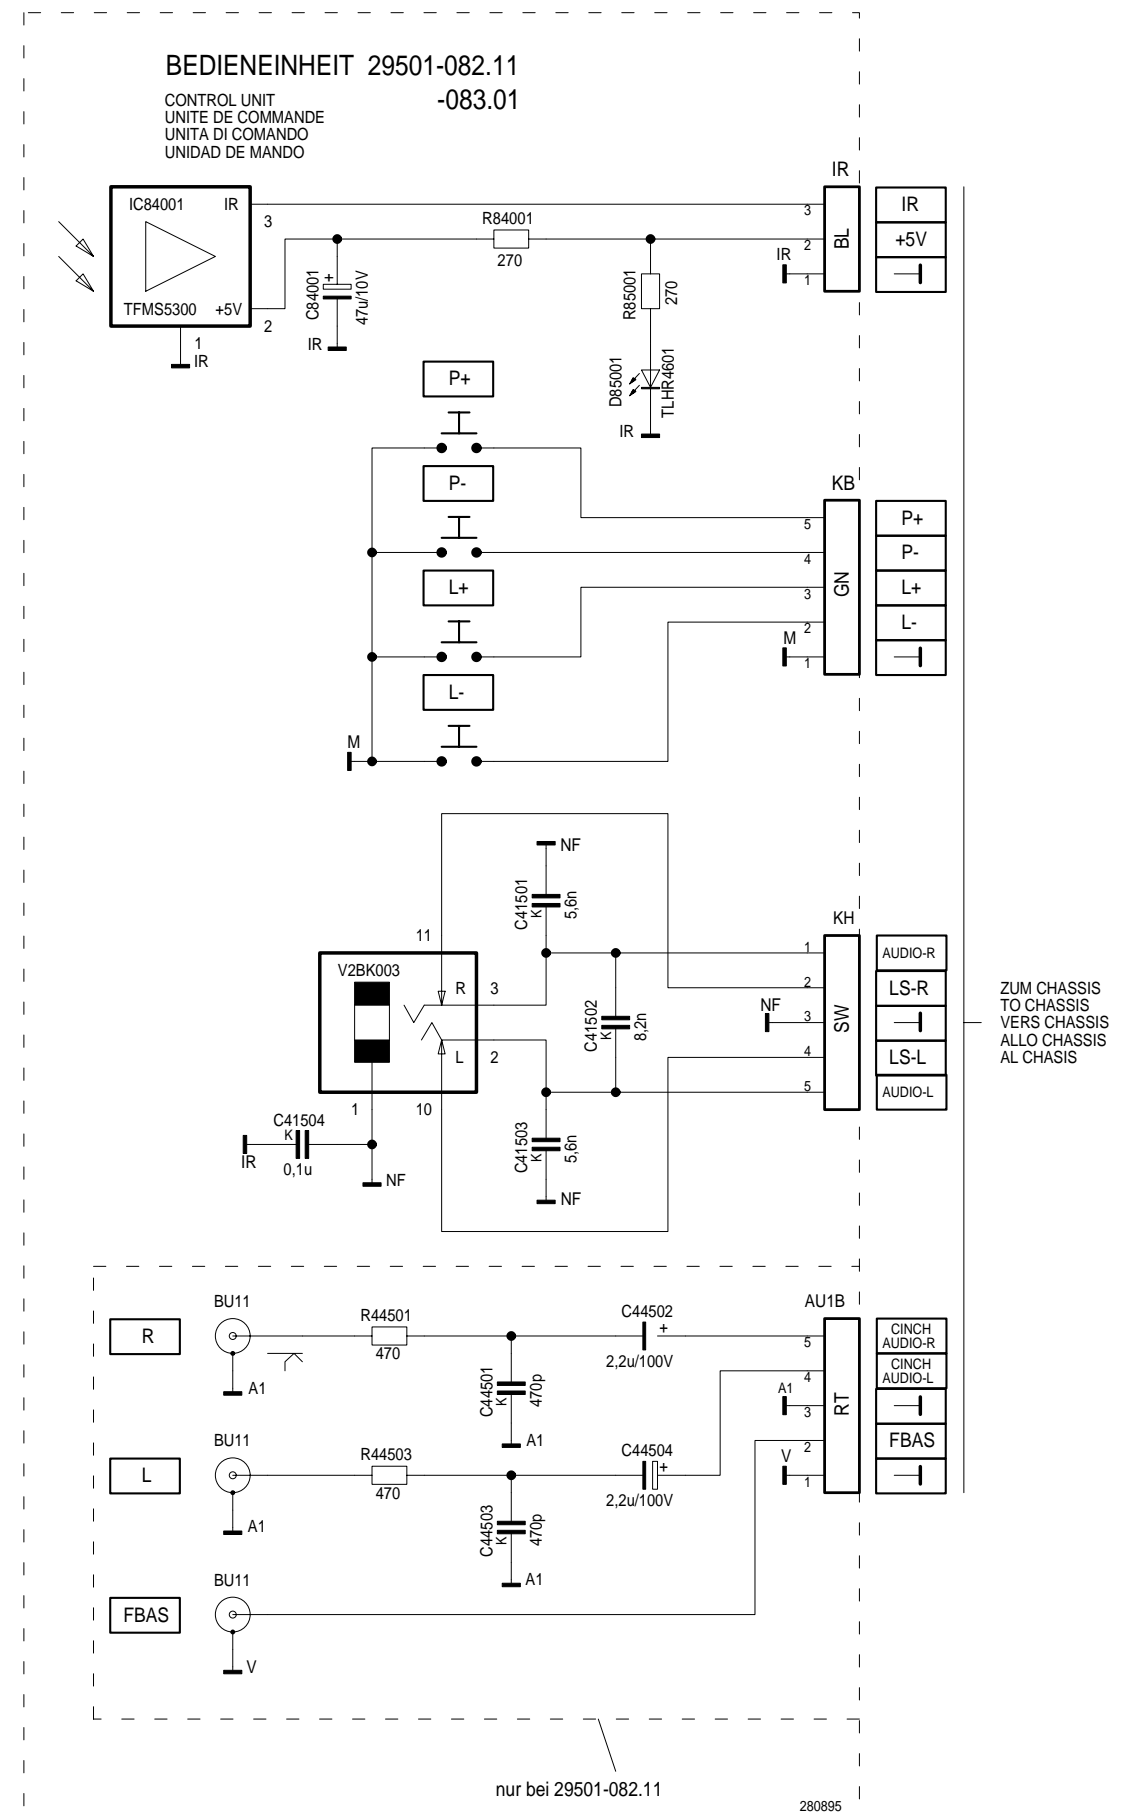 BEDIENEINHEIT 29501-082.11
-083.01
CONTROL UNIT
UNITE DE COMMANDE
UNITA DI COMANDO
UNIDAD DE MANDO
IR
IC84001 IR
3
TFMS5300 +5V
2
1
IR
R84001
270
C84001
+
47u/10V
IR
R85001
270
D85001
TLHR4601
IR
3
2
IR
1
BL
IR
+5V
P+
P-
L+
L-
M
KB
5
4
3
2
M
1
GN
P+
P-
L+
L-
NF
C41501
K
5,6n
11
V2BK003
R 3
L 2
1 10
C41504
K
IR
0,1u
NF
C41502
K
8,2n
C41503
K
5,6n
NF
KH
1
2
NF
3
4
5
SW
AUDIO-R
LS-R
LS-L
AUDIO-L
ZUM CHASSIS
TO CHASSIS
VERS CHASSIS
ALLO CHASSIS
AL CHASIS
R
BU11
A1
R44501
470
C44501
K
470p
A1
C44502
+
2,2u/100V
L
BU11
A1
R44503
470
C44503
K
470p
A1
C44504
+
2,2u/100V
FBAS
BU11
V
AU1B
5
4
A1
3
2
V
1
RT
CINCH
AUDIO-R
CINCH
AUDIO-L
FBAS
nur bei 29501-082.11
280895